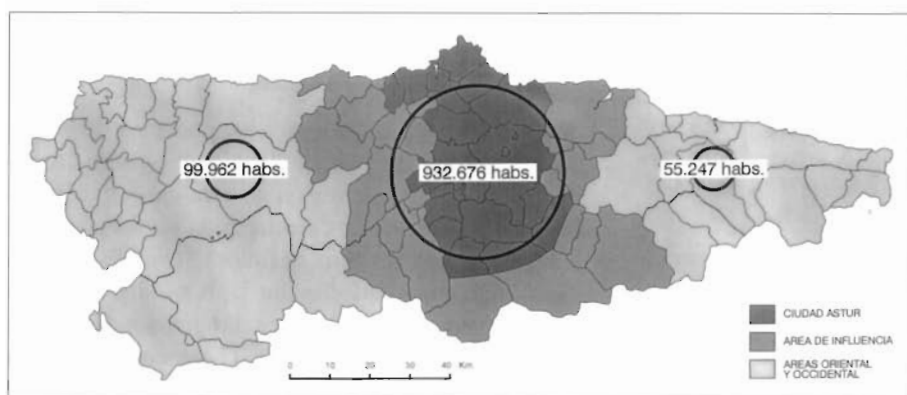 99.962 habs.
932.676 habs.
55.247 habs.
CIUDAD ASTUR
AREA DE INFLUENCIA
AREAS ORIENTAL
Y OCCIDENTAL
0 10 20 30 40
Km.